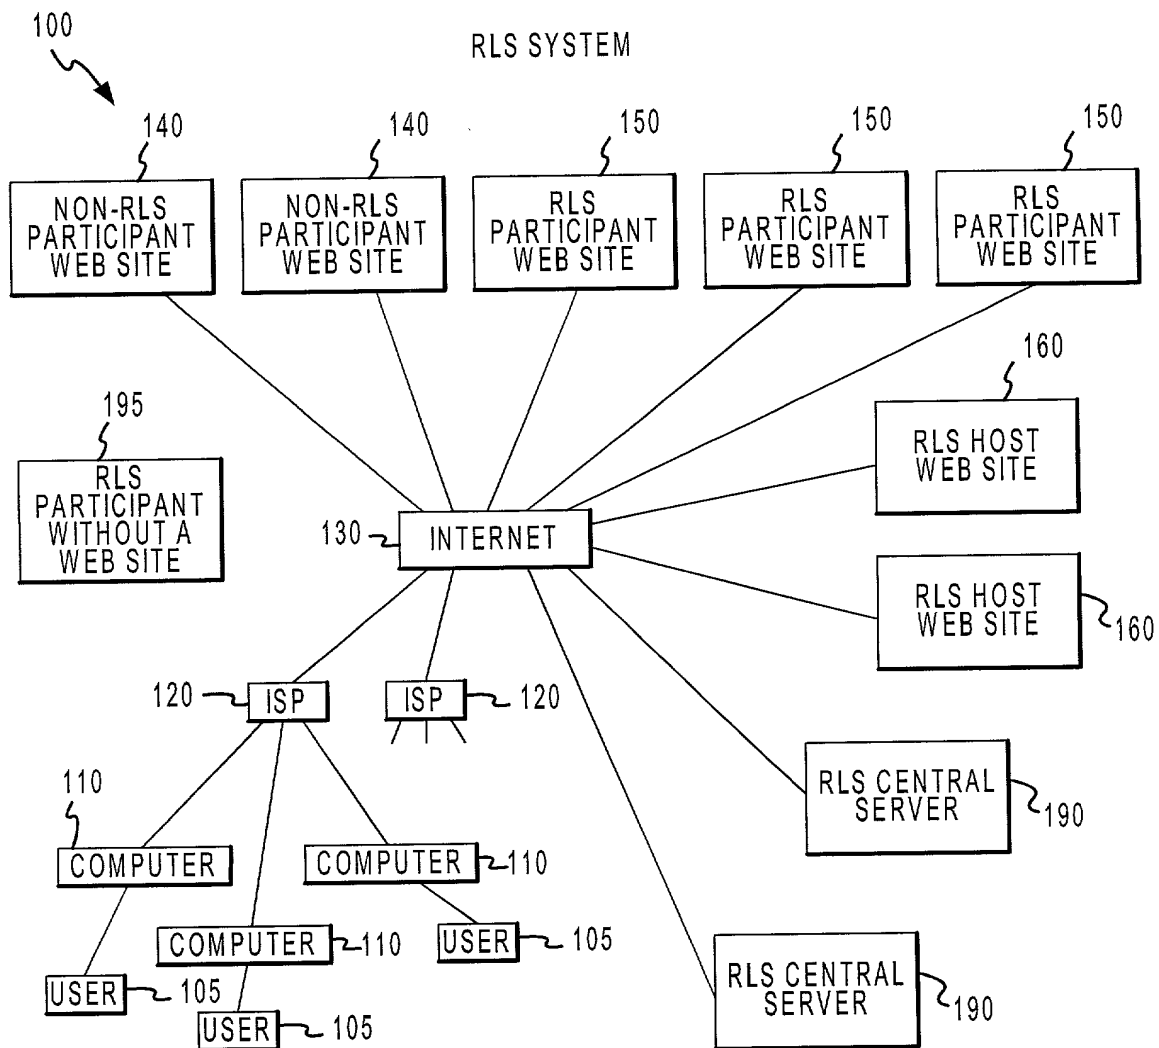 100
RLS SYSTEM
140
140
150
150
150
NON-RLS
PARTICIPANT
WEB SITE
NON-RLS
PARTICIPANT
WEB SITE
RLS
PARTICIPANT
WEB SITE
RLS
PARTICIPANT
WEB SITE
RLS
PARTICIPANT
WEB SITE
160
RLS HOST
WEB SITE
195
RLS
PARTICIPANT
WITHOUT A
WEB SITE
130
INTERNET
RLS HOST
WEB SITE
160
120
ISP
ISP
120
RLS CENTRAL
SERVER
190
110
COMPUTER
COMPUTER
110
COMPUTER
110
USER
105
USER
105
USER
105
RLS CENTRAL
SERVER
190